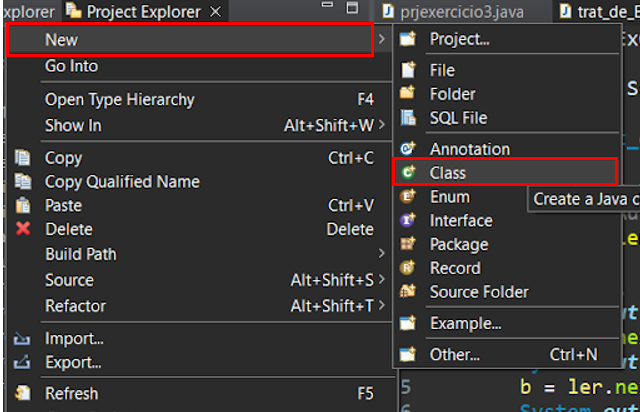 xplorer Project Explorer
New
Go Into
Open Type Hierarchy F4
Show In Alt+Shift+W
Copy Ctrl+C
Copy Qualified Name
Paste Ctrl+V
Delete Delete
Build Path
Source Alt+Shift+S
Refactor Alt+Shift+T
Import...
Export...
Refresh F5
prjexercicio3.java trat_de_E
Project...
File
Folder
SQL File
Annotation
Class
Enum
Interface
Package
Record
Source Folder
Example...
Other... Ctrl+N
Create a Java c
5 b = ler.ne
System out